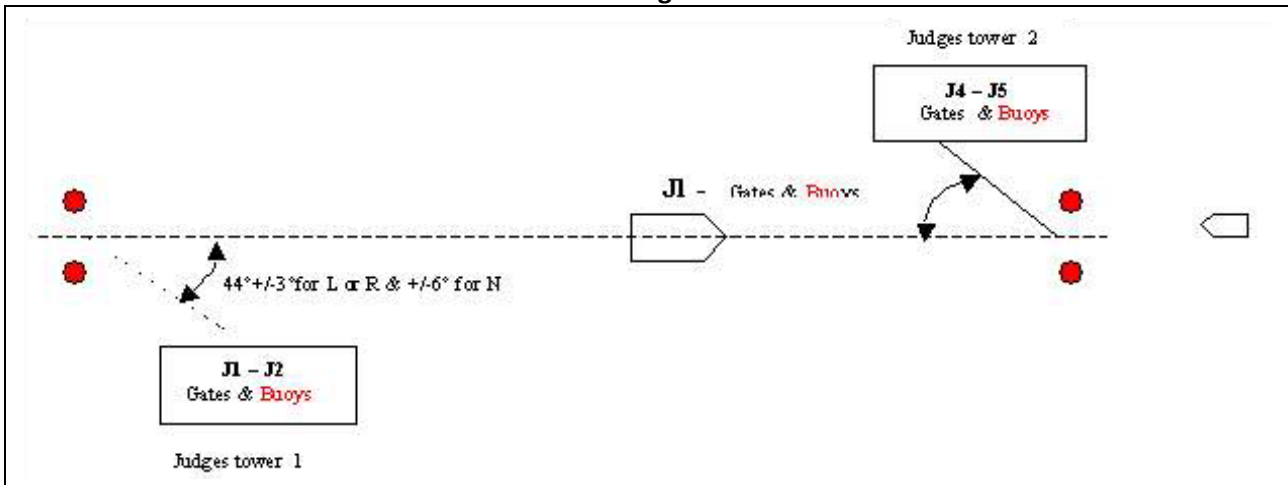 Judges tower 2
J4 – J5
Gates & Buoys
J1 - Gates & Buoys
44°+/-3°for L or R & +/-6° for N
J1 – J2
Gates & Buoys
Judges tower 1